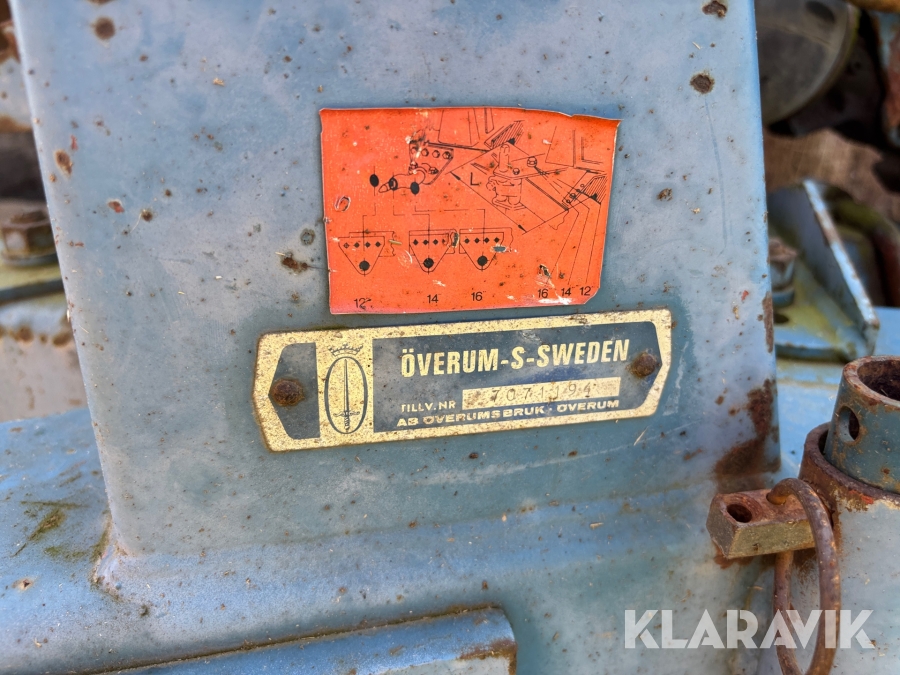 L
12 14 16 16 14 12
ÖVERUM-S-SWEDEN
TILLV.NR 7071194
AB ÖVERUMS BRUK · ÖVERUM
KLARAVIK